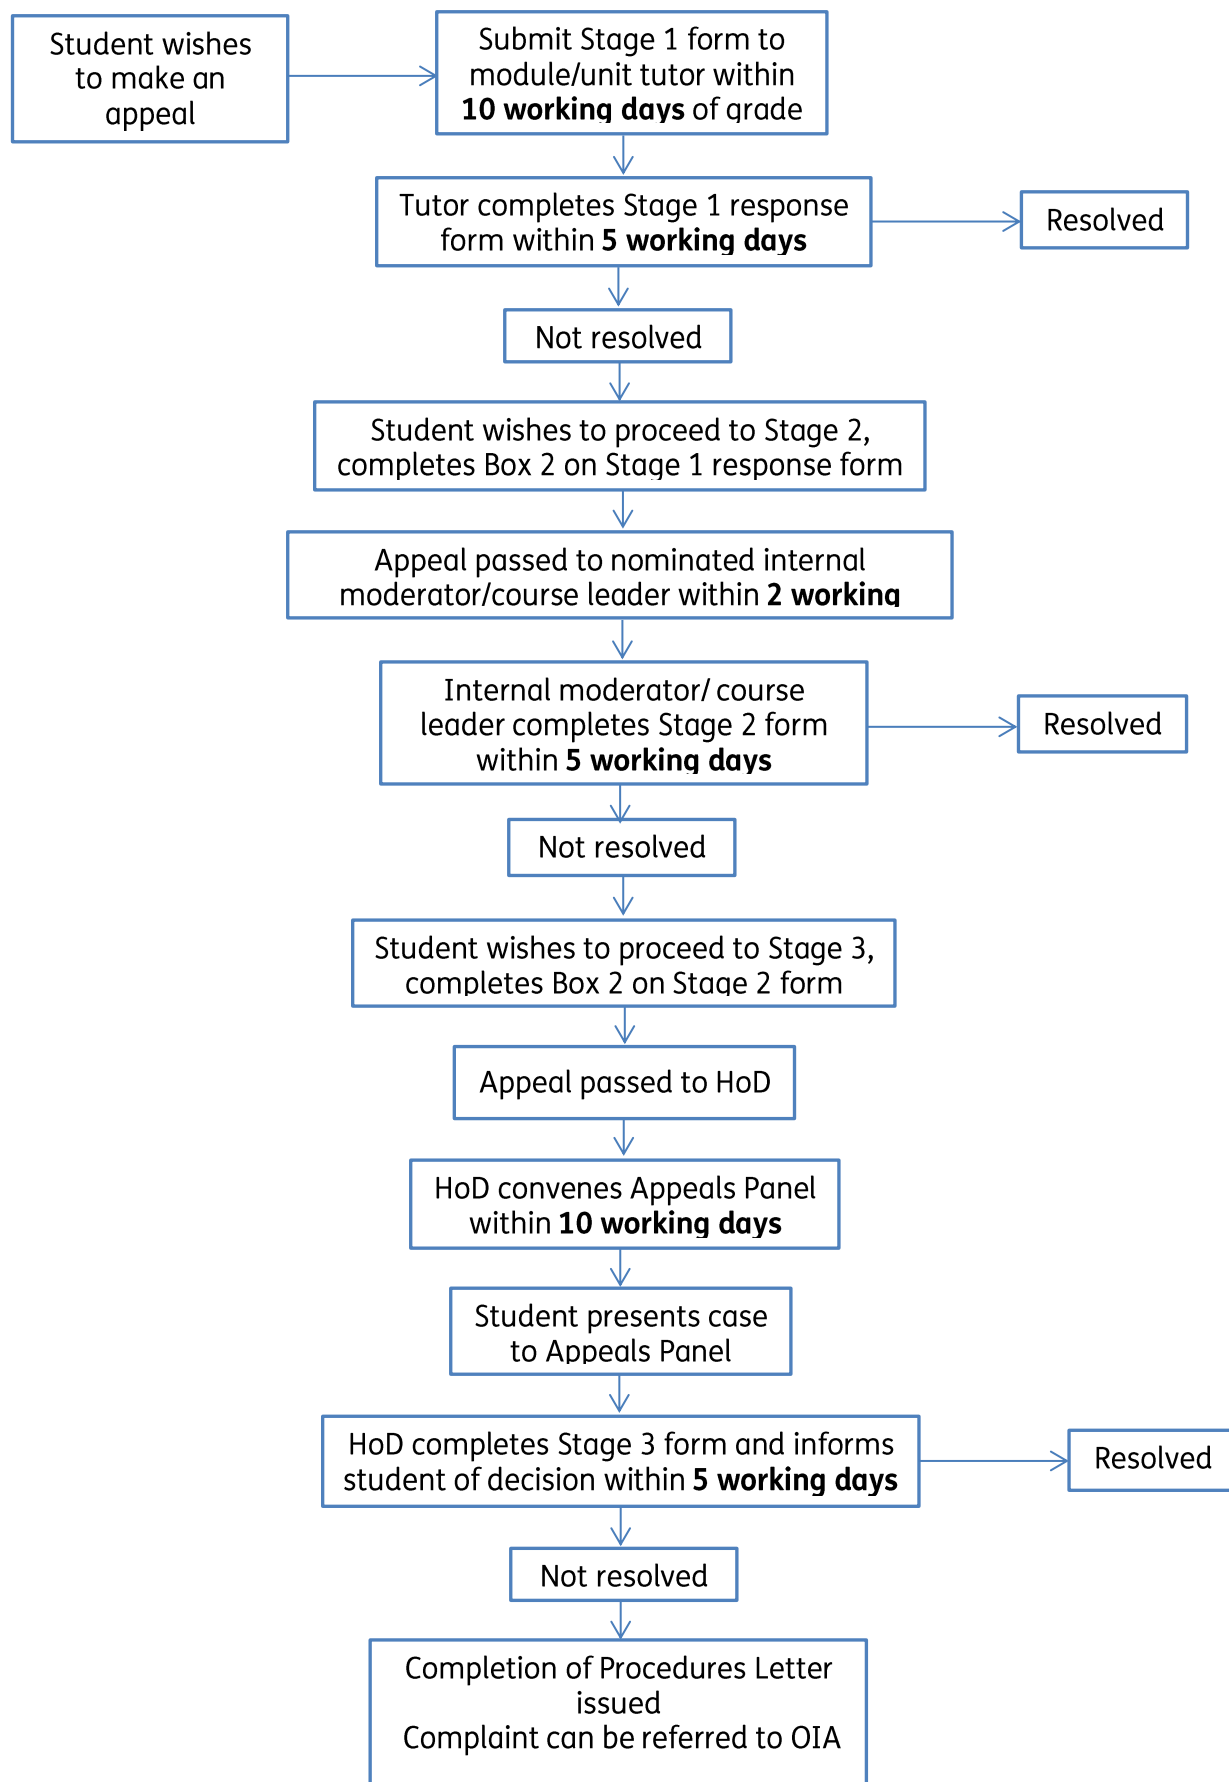 Student wishes
to make an
appeal
Submit Stage 1 form to
module/unit tutor within
10 working days of grade
Tutor completes Stage 1 response
form within 5 working days
Resolved
Not resolved
Student wishes to proceed to Stage 2,
completes Box 2 on Stage 1 response form
Appeal passed to nominated internal
moderator/course leader within 2 working
Internal moderator/ course
leader completes Stage 2 form
within 5 working days
Resolved
Not resolved
Student wishes to proceed to Stage 3,
completes Box 2 on Stage 2 form
Appeal passed to HoD
HoD convenes Appeals Panel
within 10 working days
Student presents case
to Appeals Panel
HoD completes Stage 3 form and informs
student of decision within 5 working days
Resolved
Not resolved
Completion of Procedures Letter
issued
Complaint can be referred to OIA